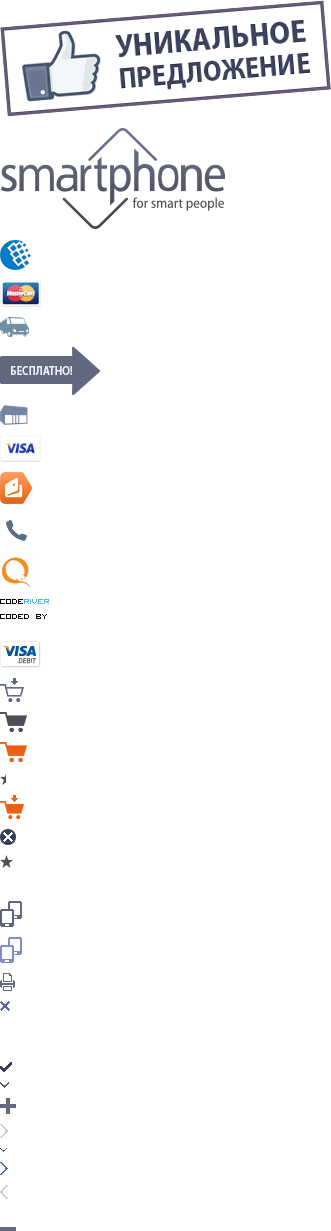 УНИКАЛЬНОЕ
ПРЕДЛОЖЕНИЕ
smartphone
for smart people
MasterCard
БЕСПЛАТНО!
VISA
CODERIVER
CODED BY
VISA
DEBIT